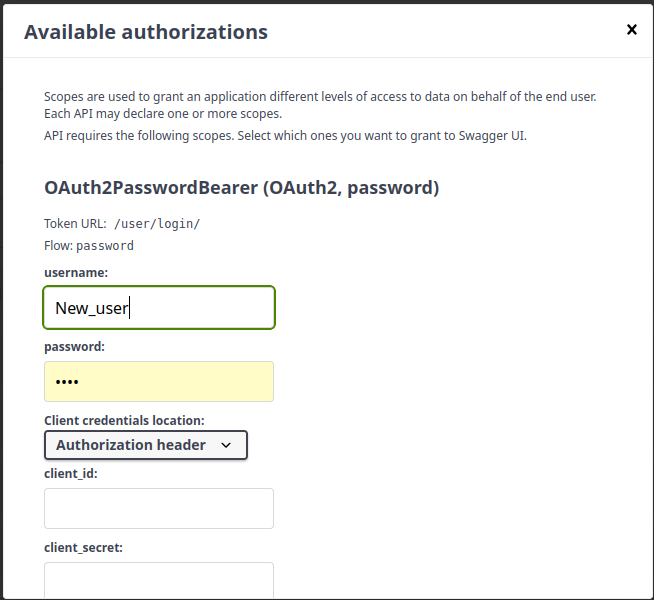 Available authorizations
Scopes are used to grant an application different levels of access to data on behalf of the end user.
Each API may declare one or more scopes.
API requires the following scopes. Select which ones you want to grant to Swagger UI.
OAuth2PasswordBearer (OAuth2, password)
Token URL: /user/login/
Flow: password
username:
New_user
password:
••••
Client credentials location:
Authorization header
client_id:
client_secret: